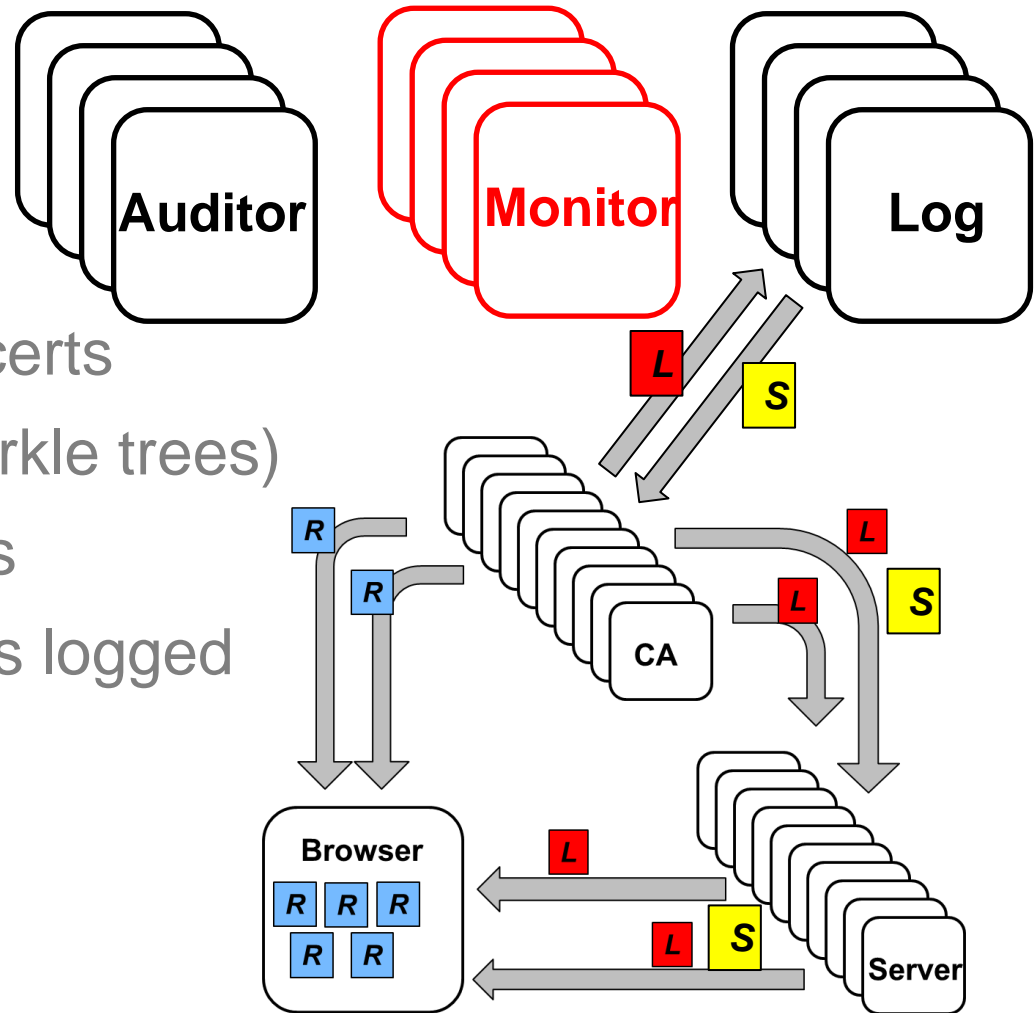 Auditor
Monitor
Log
certs
L
S
rkle trees)
R
L
s
R
L
S
s logged
CA
Browser
L
R R R
R R
L S
Server